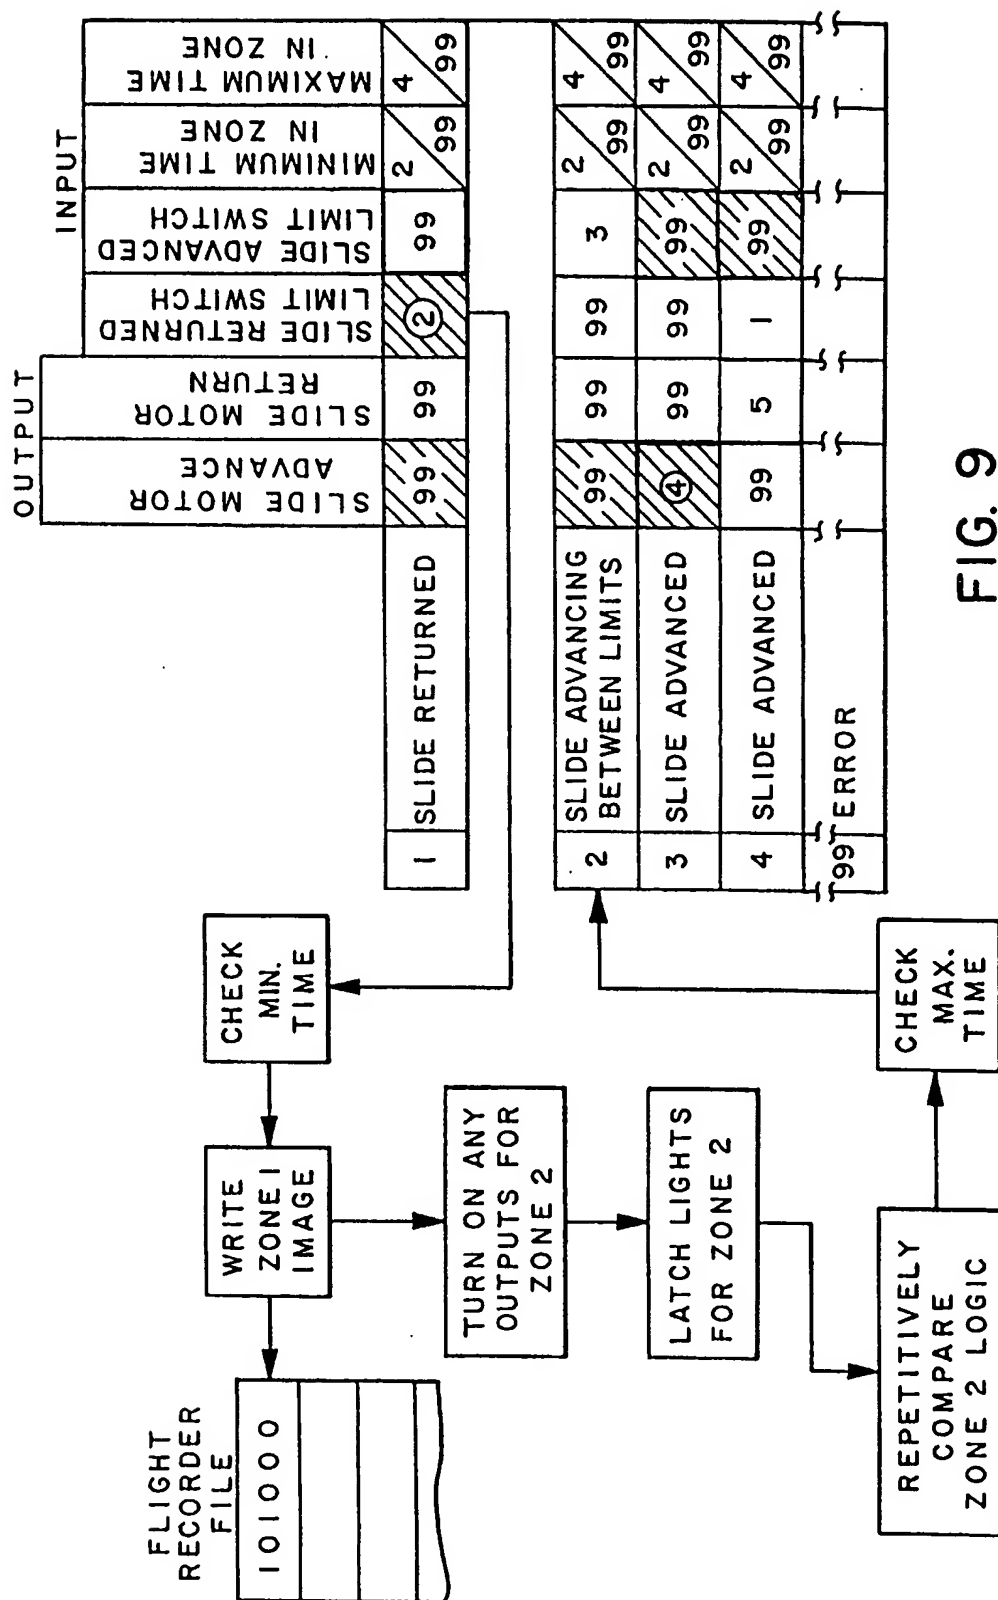 OUTPUT
INPUT
SLIDE MOTOR
ADVANCE
SLIDE MOTOR
RETURN
SLIDE RETURNED
LIMIT SWITCH
SLIDE ADVANCED
LIMIT SWITCH
MINIMUM TIME
IN ZONE
MAXIMUM TIME
IN ZONE
1 SLIDE RETURNED 99 99 2 99 2 99 4 99
2 SLIDE ADVANCING
BETWEEN LIMITS 99 99 99 3 2 99 4 99
3 SLIDE ADVANCED 4 99 99 99 2 99 4 99
4 SLIDE ADVANCED 99 5 1 99 2 99 4 99
99 ERROR
CHECK
MIN.
TIME
WRITE
ZONE 1
IMAGE
FLIGHT
RECORDER
FILE
101000
TURN ON ANY
OUTPUTS FOR
ZONE 2
LATCH LIGHTS
FOR ZONE 2
REPETITIVELY
COMPARE
ZONE 2 LOGIC
CHECK
MAX.
TIME
FIG. 9